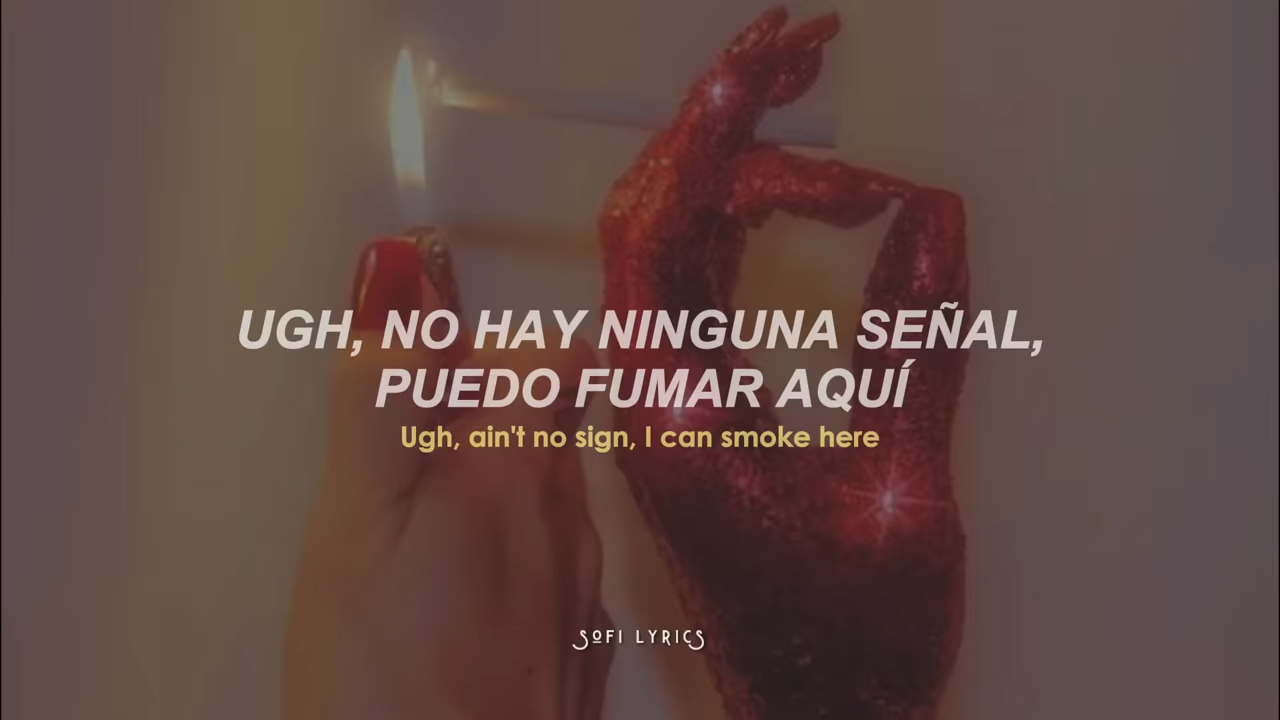 UGH, NO HAY NINGUNA SEÑAL,
PUEDO FUMAR AQUÍ
Ugh, ain't no sign, I can smoke here
SOFI LYRICS